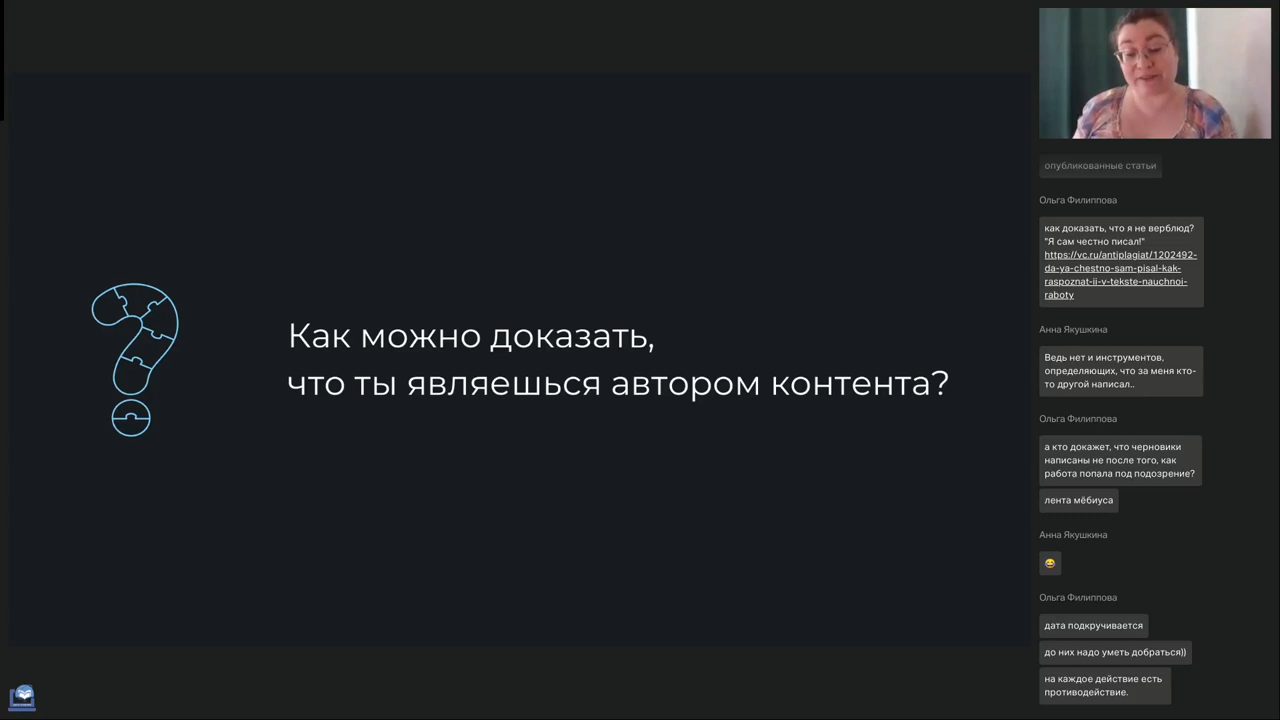 Как можно доказать,
что ты являешься автором контента?
опубликованные статьи
Ольга Филиппова
как доказать, что я не верблюд?
"Я сам честно писал!"
https://vc.ru/antiplagiat/1202492-
da-ya-chestno-sam-pisal-kak-
raspoznat-ii-v-tekste-nauchnoi-
raboty
Анна Якушкина
Ведь нет и инструментов,
определяющих, что за меня кто-
то другой написал..
Ольга Филиппова
а кто докажет, что черновики
написаны не после того, как
работа попала под подозрение?
лента мёбиуса
Анна Якушкина
😂
Ольга Филиппова
дата подкручивается
до них надо уметь добраться))
на каждое действие есть
противодействие.